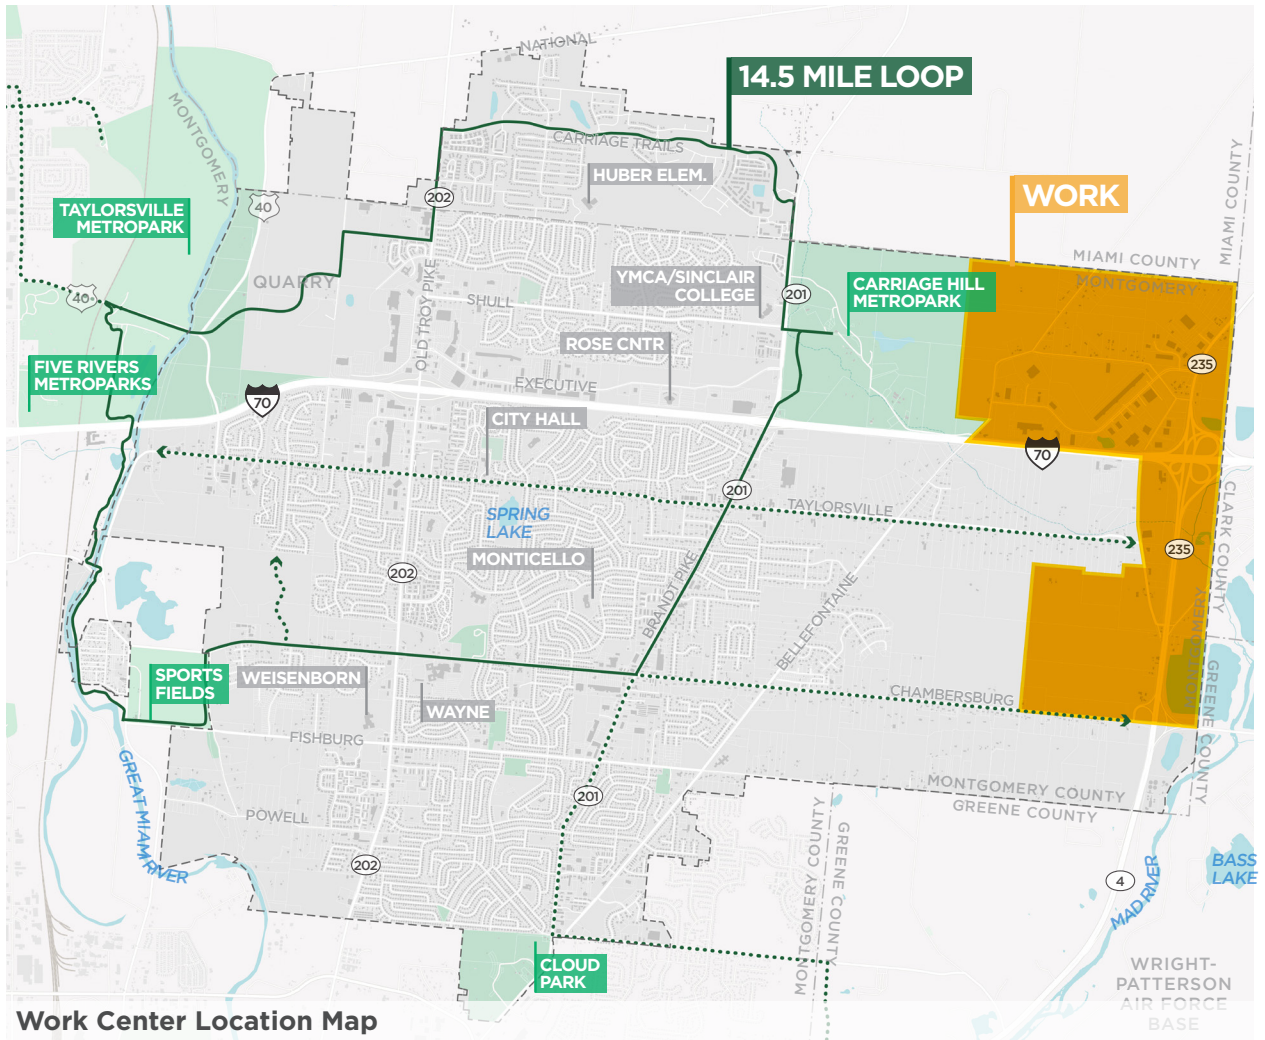 NATIONAL
14.5 MILE LOOP
MONTGOMERY
CARRIAGE TRAILS
HUBER ELEM.
202
WORK
TAYLORSVILLE
METROPARK
40
MIAMI COUNTY
MIAMI COUNTY
MONTGOMERY
QUARRY
YMCA/SINCLAIR
COLLEGE
201
CARRIAGE HILL
METROPARK
40
SHULL
OLD TROY PIKE
ROSE CNTR
FIVE RIVERS
METROPARKS
235
EXECUTIVE
70
CITY HALL
70
201
TAYLORSVILLE
SPRING
LAKE
CLARK COUNTY
235
MONTICELLO
202
BRANDT PIKE
BELLEFONTAINE
MONTGOMERY
SPORTS
FIELDS
WEISENBORN
WAYNE
CHAMBERSBURG
GREENE COUNTY
FISHBURG
GREAT MIAMI RIVER
201
MONTGOMERY COUNTY
GREENE COUNTY
POWELL
202
MONTGOMERY COUNTY
GREENE COUNTY
4
MAD RIVER
BASS
LAKE
CLOUD
PARK
WRIGHT-
PATTERSON
AIR FORCE
BASE
Work Center Location Map